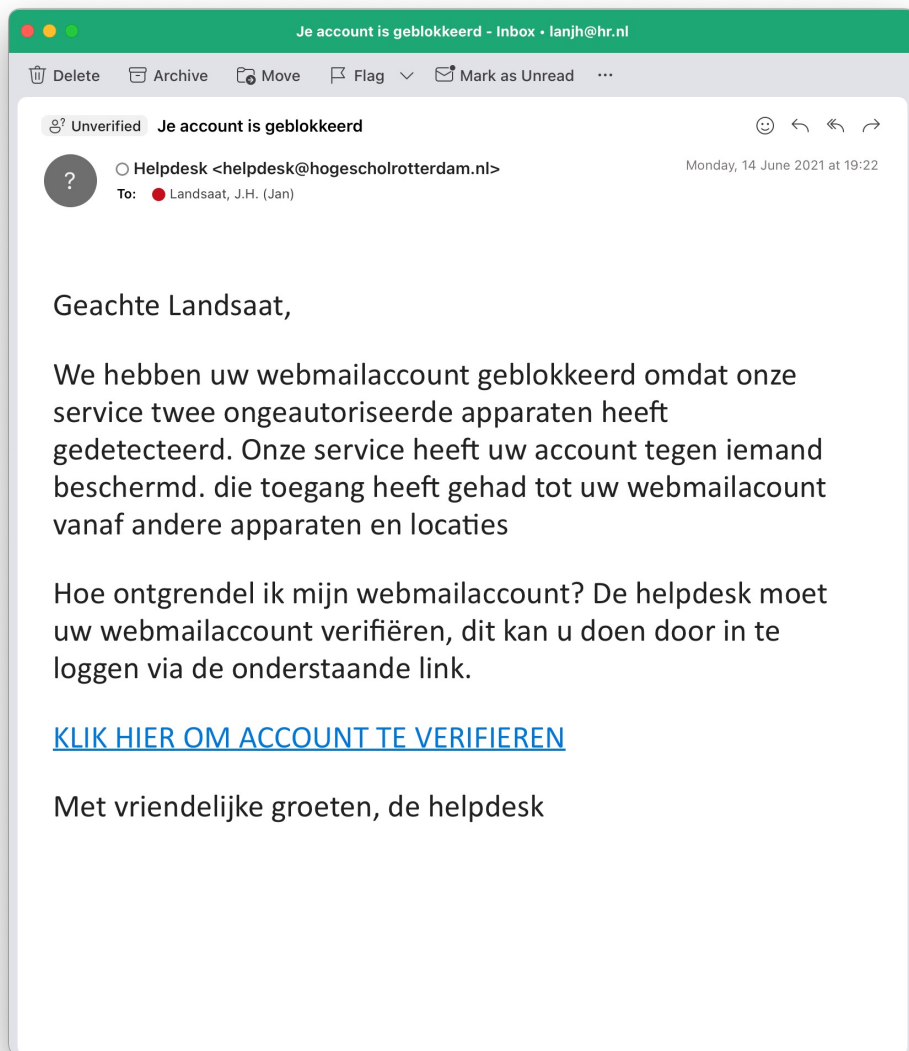 Je account is geblokkeerd - Inbox • lanjh@hr.nl
Delete Archive Move Flag Mark as Unread ···
Unverified Je account is geblokkeerd
? Helpdesk <helpdesk@hogescholrotterdam.nl> Monday, 14 June 2021 at 19:22
To: Landsaat, J.H. (Jan)
Geachte Landsaat,
We hebben uw webmailaccount geblokkeerd omdat onze
service twee ongeautoriseerde apparaten heeft
gedetecteerd. Onze service heeft uw account tegen iemand
beschermd. die toegang heeft gehad tot uw webmailacount
vanaf andere apparaten en locaties
Hoe ontgrendel ik mijn webmailaccount? De helpdesk moet
uw webmailaccount verifiëren, dit kan u doen door in te
loggen via de onderstaande link.
KLIK HIER OM ACCOUNT TE VERIFIEREN
Met vriendelijke groeten, de helpdesk